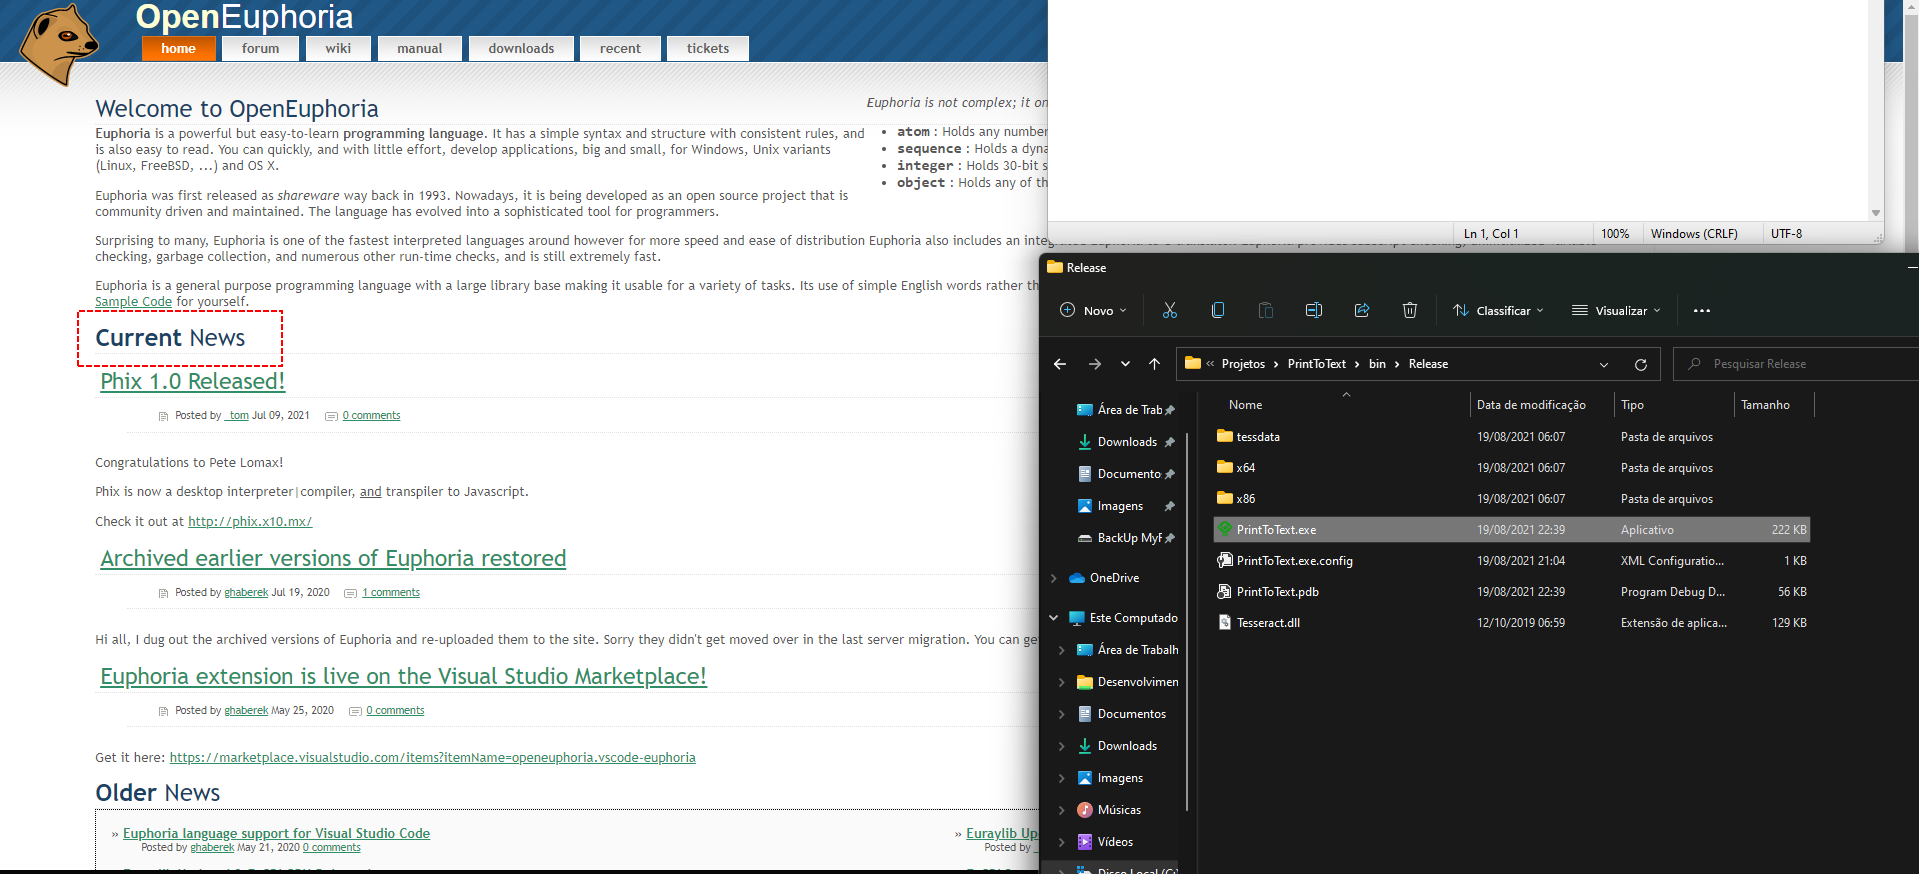 OpenEuphoria
home forum wiki manual downloads recent tickets
Welcome to OpenEuphoria
Euphoria is a powerful but easy-to-learn programming language. It has a simple syntax and structure with consistent rules, and
is also easy to read. You can quickly, and with little effort, develop applications, big and small, for Windows, Unix variants
(Linux, FreeBSD, ...) and OS X.
Euphoria was first released as shareware way back in 1993. Nowadays, it is being developed as an open source project that is
community driven and maintained. The language has evolved into a sophisticated tool for programmers.
Euphoria is not complex; it on
• atom : Holds any number
• sequence : Holds a dyna
• integer : Holds 30-bit s
• object : Holds any of th
Surprising to many, Euphoria is one of the fastest interpreted languages around however for more speed and ease of distribution Euphoria also includes an
checking, garbage collection, and numerous other run-time checks, and is still extremely fast.
Euphoria is a general purpose programming language with a large library base making it usable for a variety of tasks. Its use of simple English words rather th
Sample Code for yourself.
Current News
Phix 1.0 Released!
Posted by _tom Jul 09, 2021 0 comments
Congratulations to Pete Lomax!
Phix is now a desktop interpreter|compiler, and transpiler to Javascript.
Check it out at http://phix.x10.mx/
Archived earlier versions of Euphoria restored
Posted by ghaberek Jul 19, 2020 1 comments
Hi all, I dug out the archived versions of Euphoria and re-uploaded them to the site. Sorry they didn't get moved over in the last server migration. You can ge
Euphoria extension is live on the Visual Studio Marketplace!
Posted by ghaberek May 25, 2020 0 comments
Get it here: https://marketplace.visualstudio.com/items?itemName=openeuphoria.vscode-euphoria
Older News
» Euphoria language support for Visual Studio Code
Posted by ghaberek May 21, 2020 0 comments
» Euraylib Up
Posted by _
Ln 1, Col 1 100% Windows (CRLF) UTF-8
Release
Novo Classificar Visualizar
« Projetos › PrintToText › bin › Release
Pesquisar Release
Área de Trab
Downloads
Documento
Imagens
BackUp MyF
OneDrive
Este Computado
Área de Trabalh
Desenvolvimen
Documentos
Downloads
Imagens
Músicas
Vídeos
Disco Local (C:
Nome Data de modificação Tipo Tamanho
tessdata 19/08/2021 06:07 Pasta de arquivos
x64 19/08/2021 06:07 Pasta de arquivos
x86 19/08/2021 06:07 Pasta de arquivos
PrintToText.exe 19/08/2021 22:39 Aplicativo 222 KB
PrintToText.exe.config 19/08/2021 21:04 XML Configuratio... 1 KB
PrintToText.pdb 19/08/2021 22:39 Program Debug D... 56 KB
Tesseract.dll 12/10/2019 06:59 Extensão de aplica... 129 KB